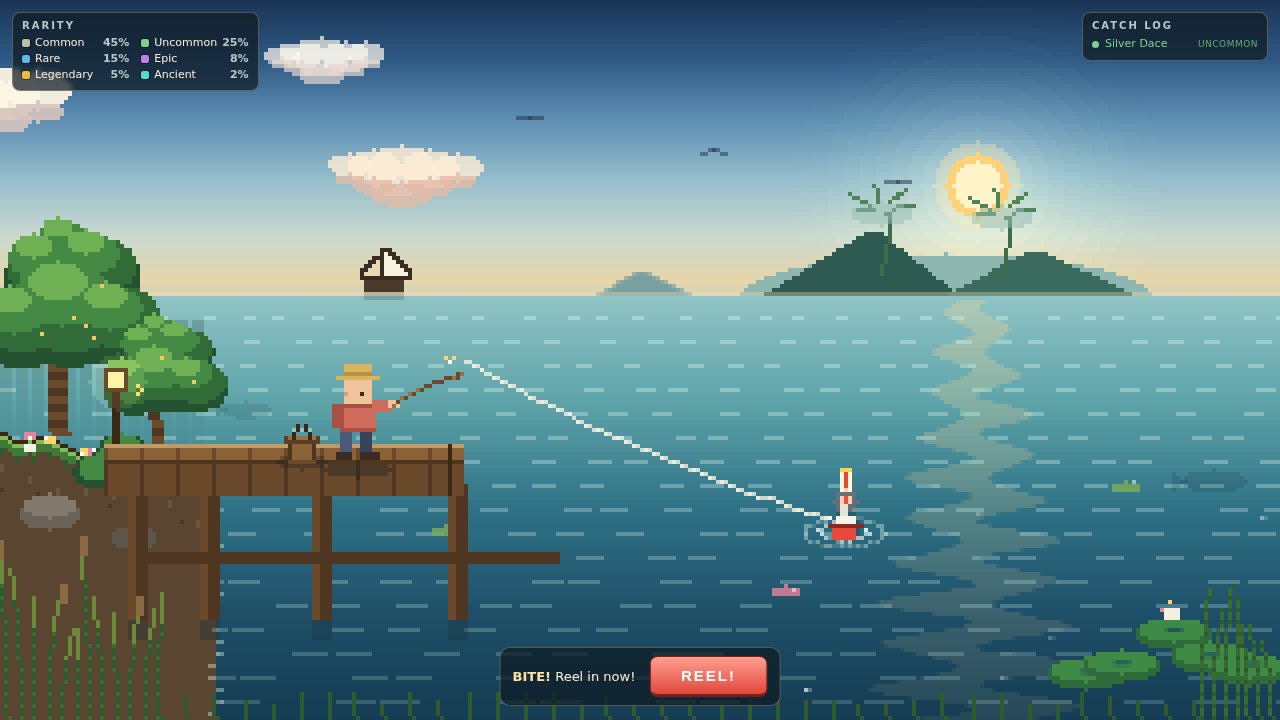 RARITY
Common 45% Uncommon 25%
Rare 15% Epic 8%
Legendary 5% Ancient 2%
CATCH LOG
Silver Dace UNCOMMON
BITE! Reel in now! REEL!